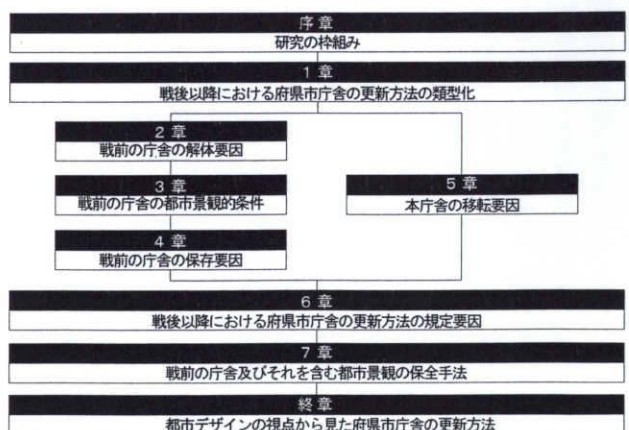 序章
研究の枠組み
1章
戦後以降における府県市庁舎の更新方法の類型化
2章
戦前の庁舎の解体要因
3章
戦前の庁舎の都市景観的条件
4章
戦前の庁舎の保存要因
5章
本庁舎の移転要因
6章
戦後以降における府県市庁舎の更新方法の規定要因
7章
戦前の庁舎及びそれを含む都市景観の保全手法
終章
都市デザインの視点から見た府県市庁舎の更新方法